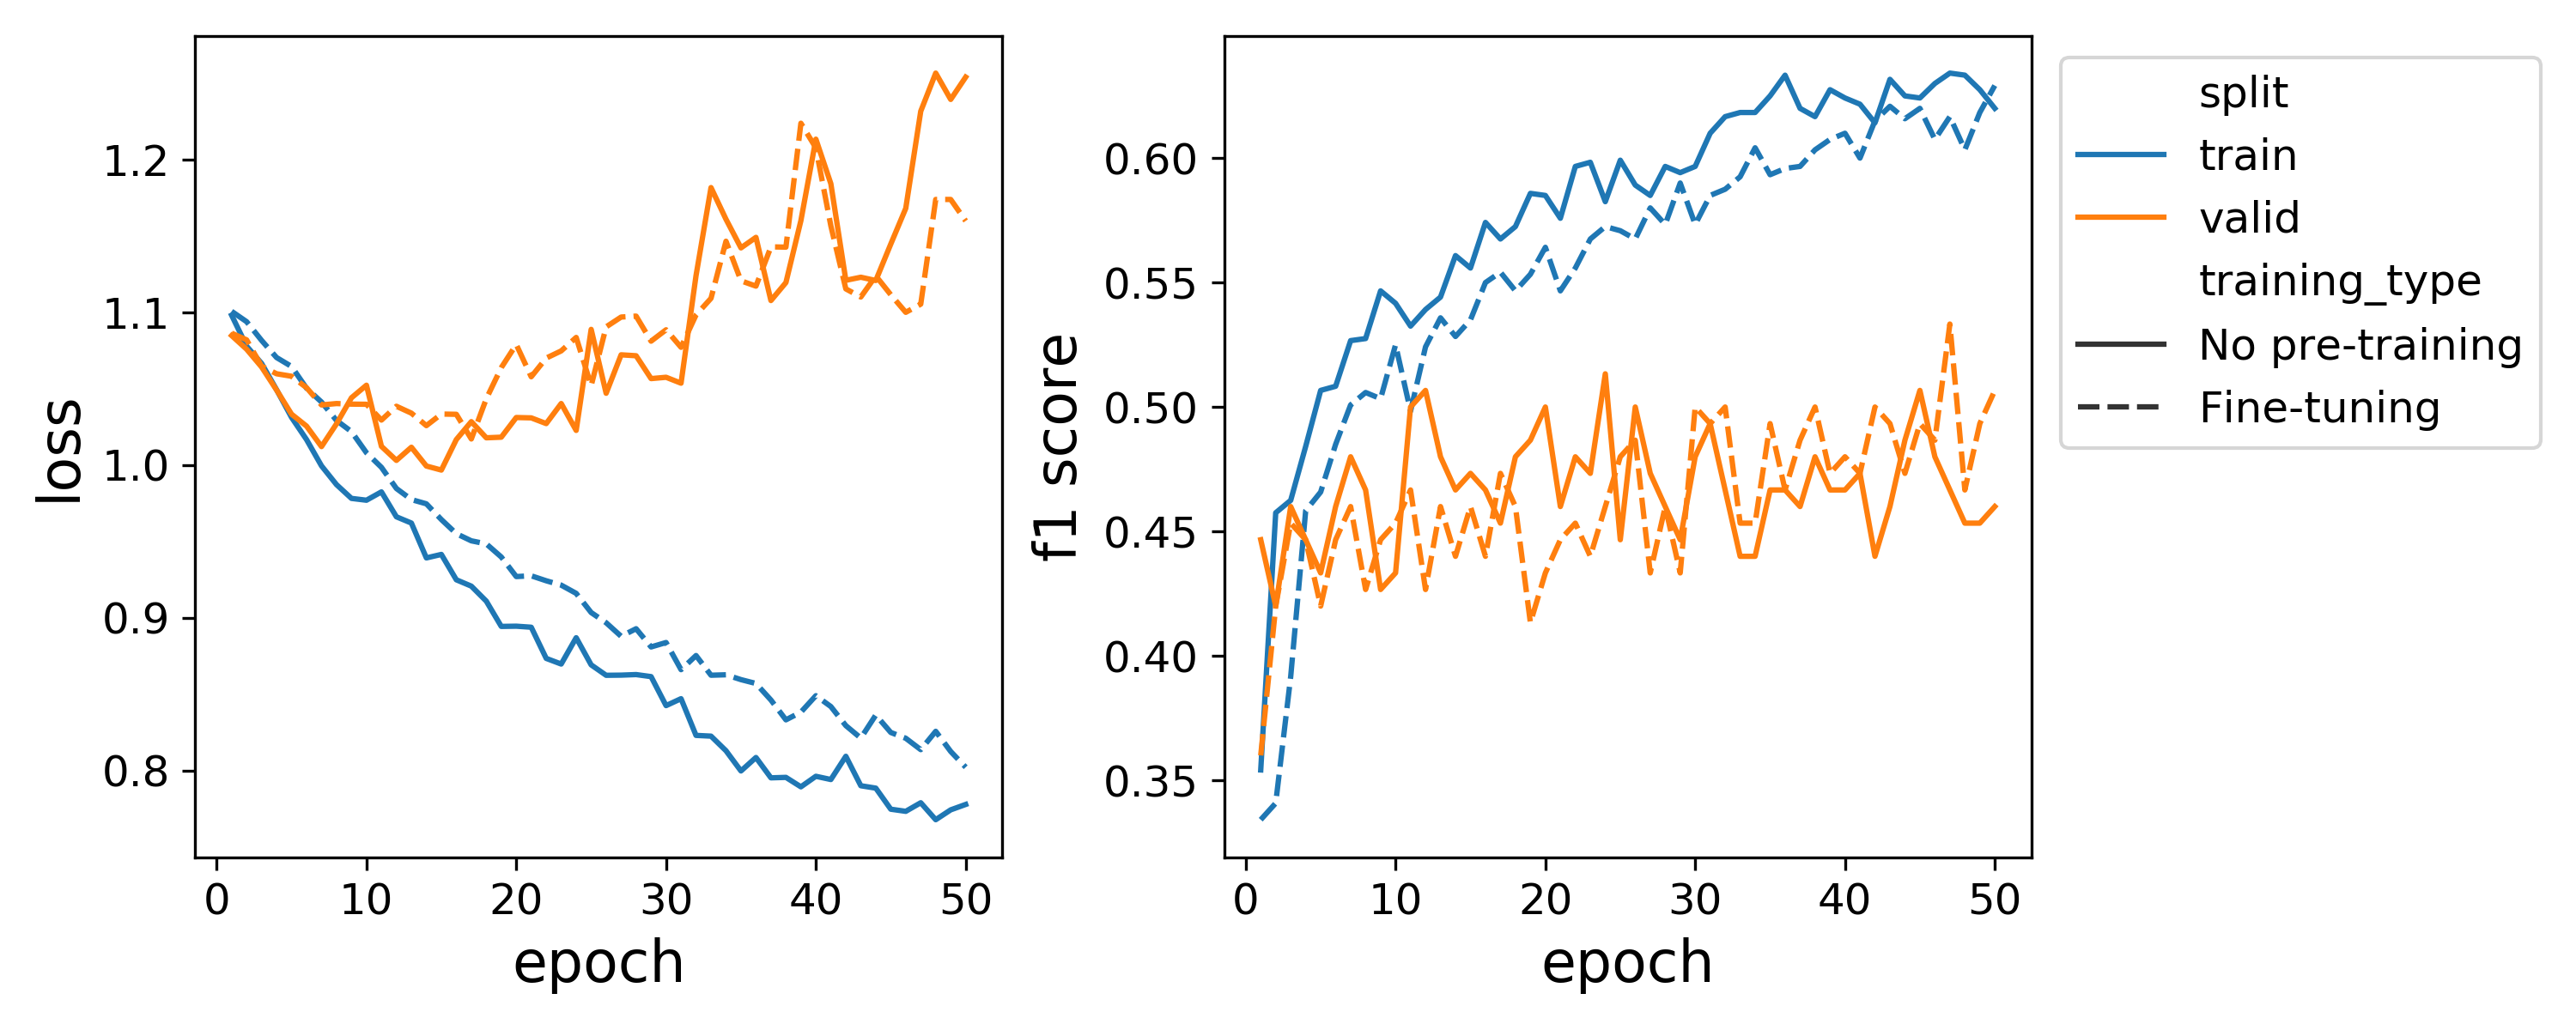 1.2
1.1
1.0
0.9
0.8
loss
0 10 20 30 40 50
epoch
0.60
0.55
0.50
0.45
0.40
0.35
f1 score
0 10 20 30 40 50
epoch
split
train
valid
training_type
No pre-training
Fine-tuning